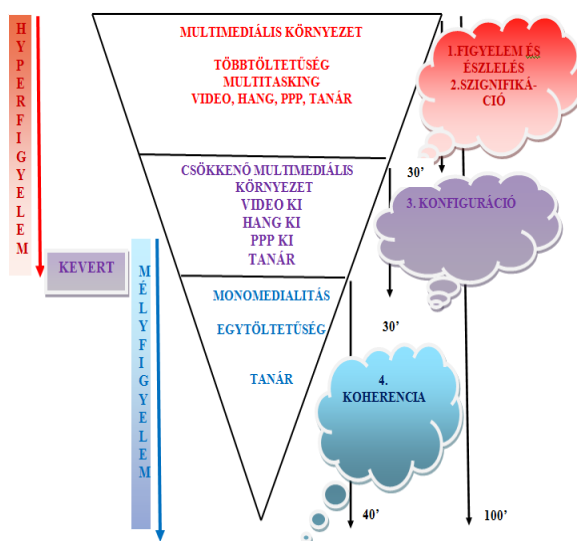 HYPERFIGYELEM
MULTIMEDIÁLIS KÖRNYEZET
TÖBBTÖLTETŰSÉG
MULTITASKING
VIDEO, HANG, PPP, TANÁR
1.FIGYELEM ÉS
ÉSZLELÉS
2.SZIGNIFIKÁ-
CIÓ
30’
CSÖKKENŐ MULTIMEDIÁLIS
KÖRNYEZET
VIDEO KI
HANG KI
PPP KI
TANÁR
3. KONFIGURÁCIÓ
KEVERT
MÉLYFIGYELEM
MONOMEDIALITÁS
EGYTÖLTETŰSÉG
TANÁR
30’
4.
KOHERENCIA
40’
100’